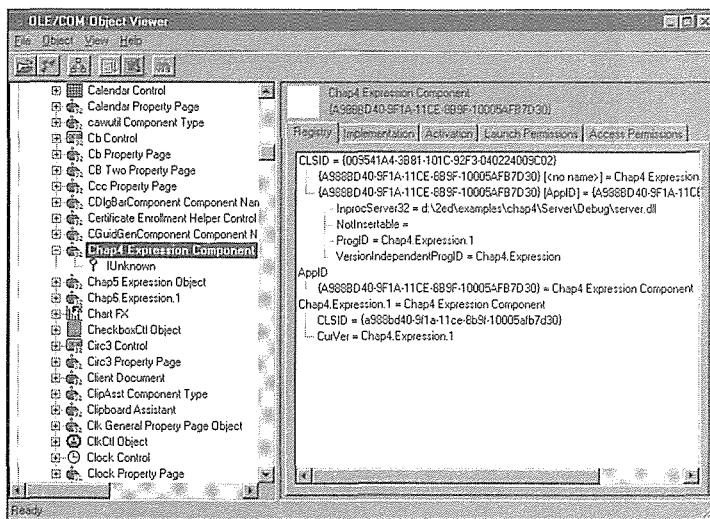 OLE/COM Object Viewer
File Object View Help
Calendar Control
Calendar Property Page
cawutil Component Type
Cb Control
Cb Property Page
CB Two Property Page
Ccc Property Page
CDlgBarComponent Component Nan
Certificate Enrollment Helper Control
CGuidGenComponent Component N
Chap4 Expression Component
IUnknown
Chap5 Expression Object
Chap6.Expression.1
Chart FX
CheckboxCtl Object
Circ3 Control
Circ3 Property Page
Client Document
ClipAsst Component Type
Clipboard Assistant
Clk General Propery Page Object
ClkCtl Object
Clock Control
Clock Property Page
Chap4 Expression Component
{A988BD40-9F1A-11CE-8B9F-10005AFB7D30}
Registry Implementation Activation Launch Permissions Access Permissions
CLSID = {009541A4-3B81-101C-92F3-040224009C02}
{A988BD40-9F1A-11CE-8B9F-10005AFB7D30} [<no name>] = Chap4 Expression
{A988BD40-9F1A-11CE-8B9F-10005AFB7D30} [AppID] = {A988BD40-9F1A-11CE
InprocServer32 = d:\2ed\examples\chap4\Server\Debug\server.dll
NotInsertable =
ProgID = Chap4.Expression.1
VersionIndependentProgID = Chap4.Expression
AppID
{A988BD40-9F1A-11CE-8B9F-10005AFB7D30} = Chap4 Expression Component
Chap4.Expression.1 = Chap4 Expression Component
CLSID = {a988bd40-9f1a-11ce-8b9f-10005afb7d30}
CurVer = Chap4.Expression.1
Ready